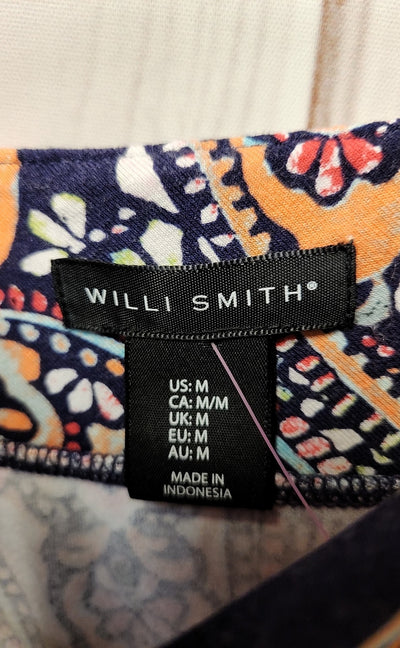 WILLI SMITH®
US: M
CA: M/M
UK: M
EU: M
AU: M
MADE IN
INDONESIA